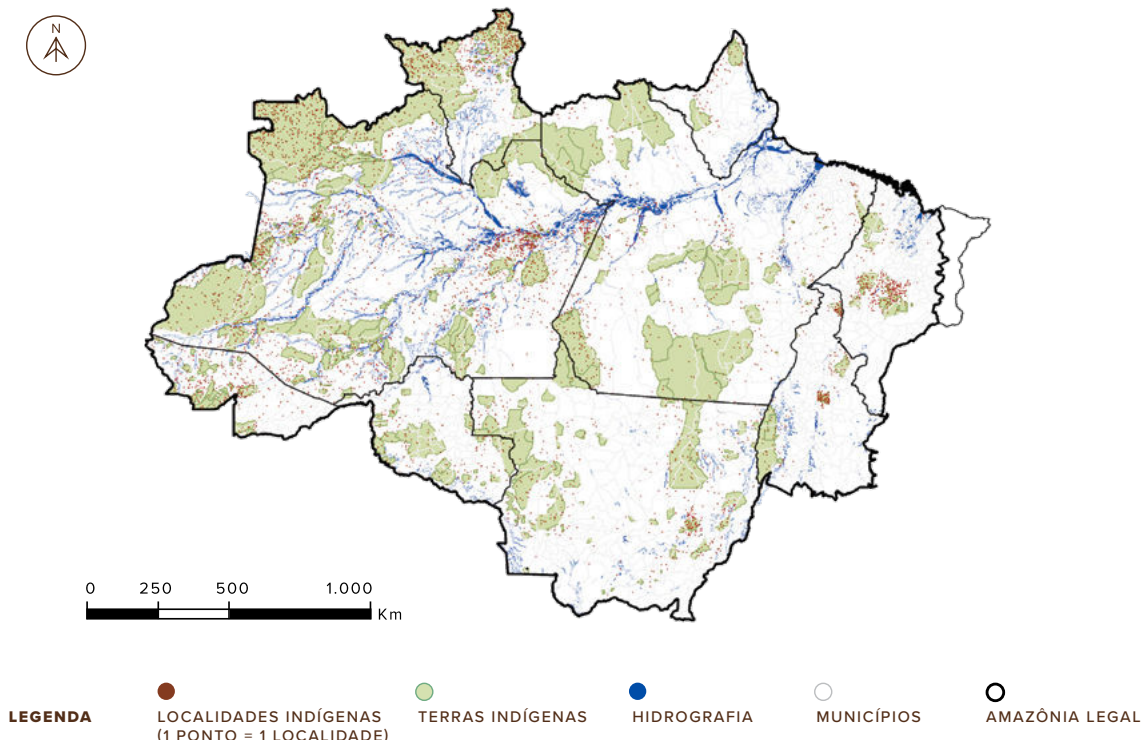 N
0 250 500 1.000
Km
LEGENDA
LOCALIDADES INDÍGENAS
(1 PONTO = 1 LOCALIDADE)
TERRAS INDÍGENAS
HIDROGRAFIA
MUNICÍPIOS
AMAZÔNIA LEGAL